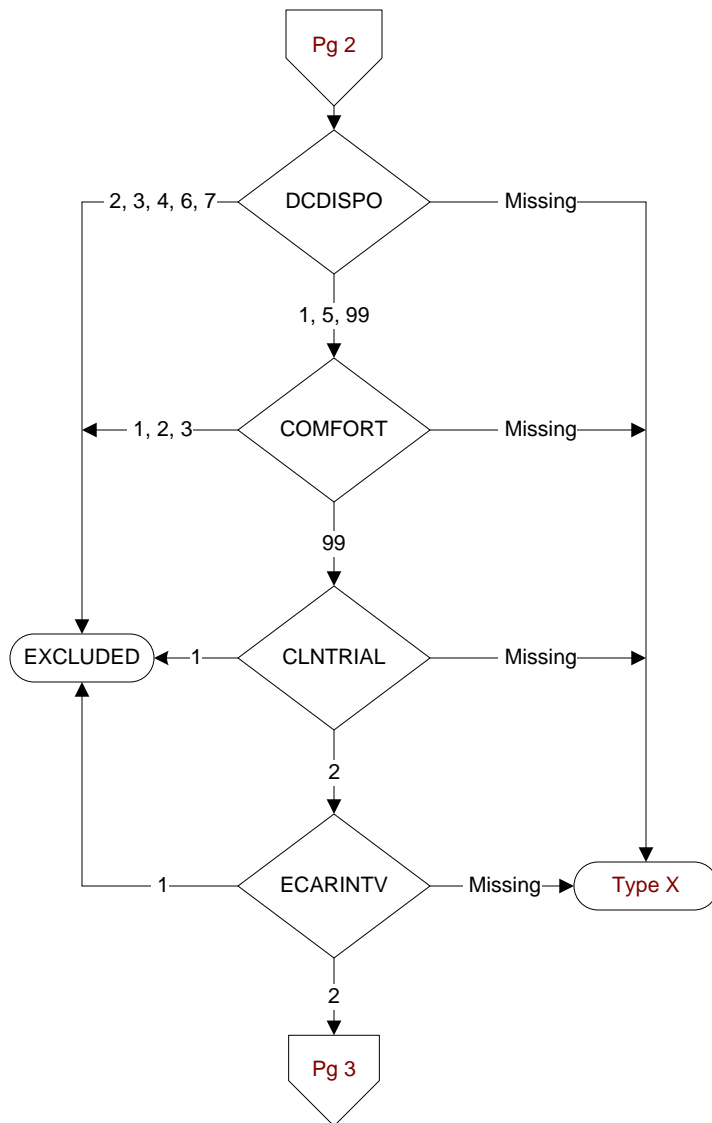 Pg 2
DCDISPO
2, 3, 4, 6, 7
Missing
1, 5, 99
COMFORT
1, 2, 3
Missing
99
EXCLUDED
1
CLNTRIAL
Missing
2
1
ECARINTV
Missing
Type X
2
Pg 3